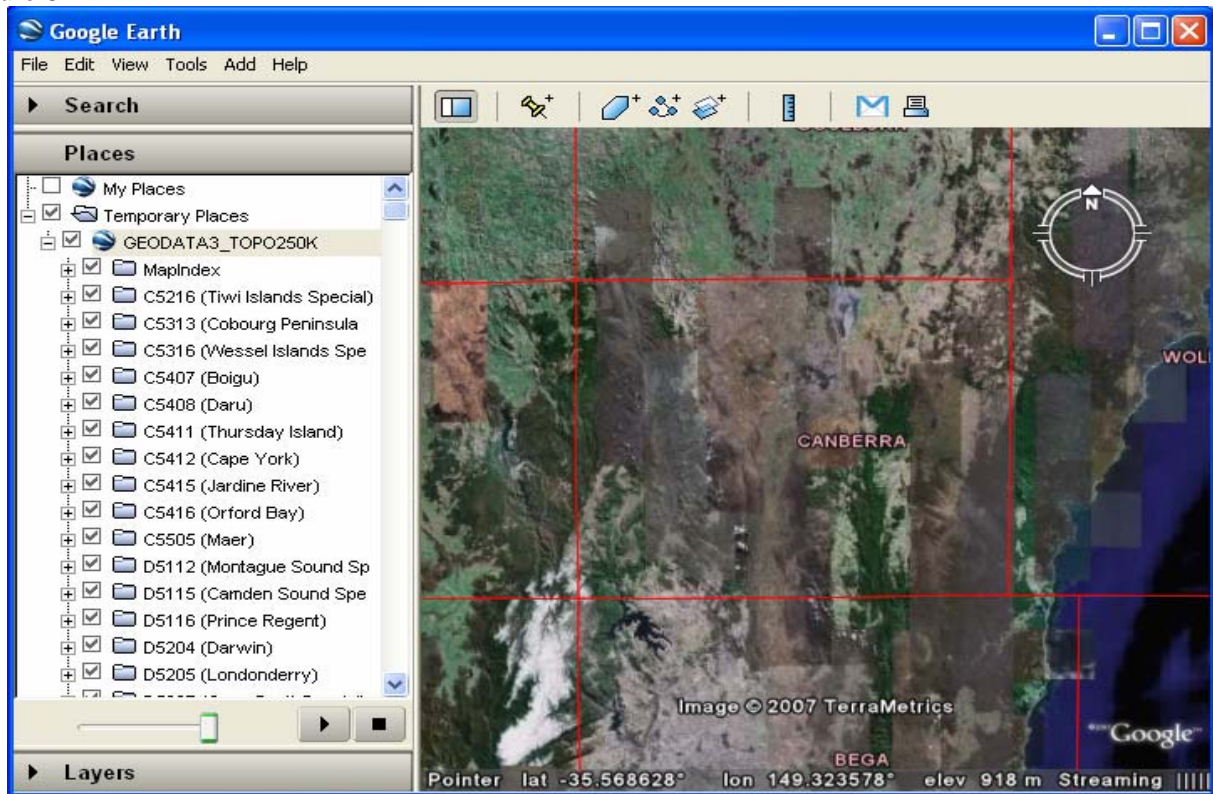 Google Earth
File Edit View Tools Add Help
Search
Places
My Places
Temporary Places
GEODATA3_TOPO250K
MapIndex
C5216 (Tiwi Islands Special)
C5313 (Cobourg Peninsula
C5316 (Wessel Islands Spe
C5407 (Boigu)
C5408 (Daru)
C5411 (Thursday Island)
C5412 (Cape York)
C5415 (Jardine River)
C5416 (Orford Bay)
C5505 (Maer)
D5112 (Montague Sound Sp
D5115 (Camden Sound Spe
D5116 (Prince Regent)
D5204 (Darwin)
D5205 (Londonderry)
Layers
N
WOL
CANBERRA
Image © 2007 TerraMetrics
Google
BEGA
Pointer lat -35.568628° lon 149.323578° elev 918 m Streaming |||||